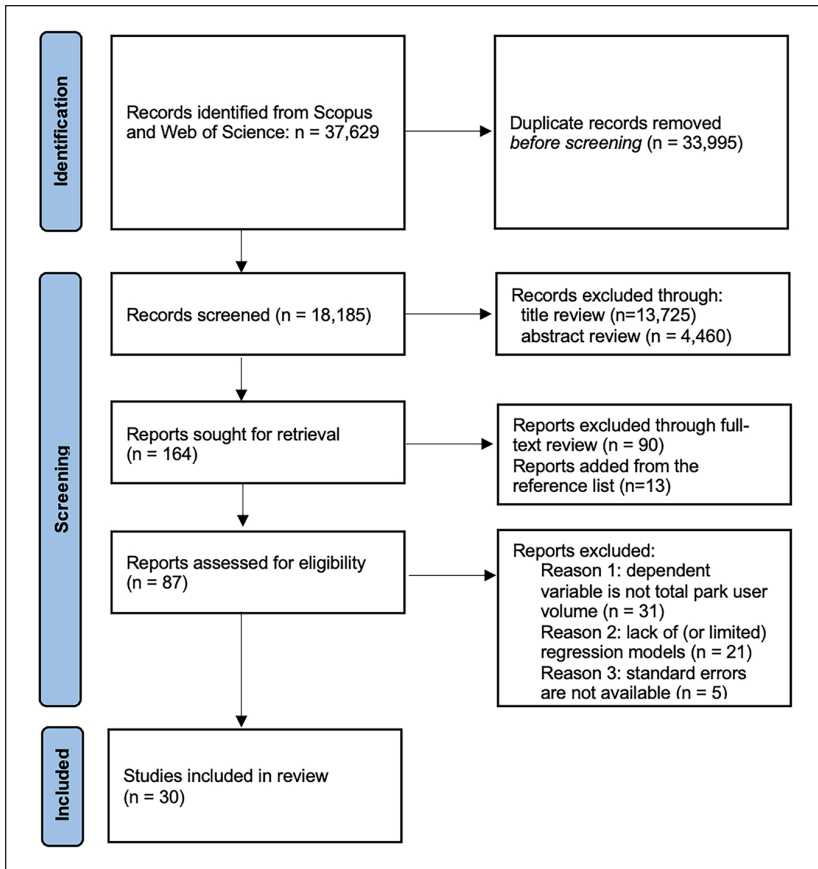 Identification
Records identified from Scopus
and Web of Science: n = 37,629
Duplicate records removed
before screening (n = 33,995)
Screening
Records screened (n = 18,185)
Records excluded through:
title review (n=13,725)
abstract review (n = 4,460)
Reports sought for retrieval
(n = 164)
Reports excluded through full-
text review (n = 90)
Reports added from the
reference list (n=13)
Reports assessed for eligibility
(n = 87)
Reports excluded:
Reason 1: dependent
variable is not total park user
volume (n = 31)
Reason 2: lack of (or limited)
regression models (n = 21)
Reason 3: standard errors
are not available (n = 5)
Included
Studies included in review
(n = 30)